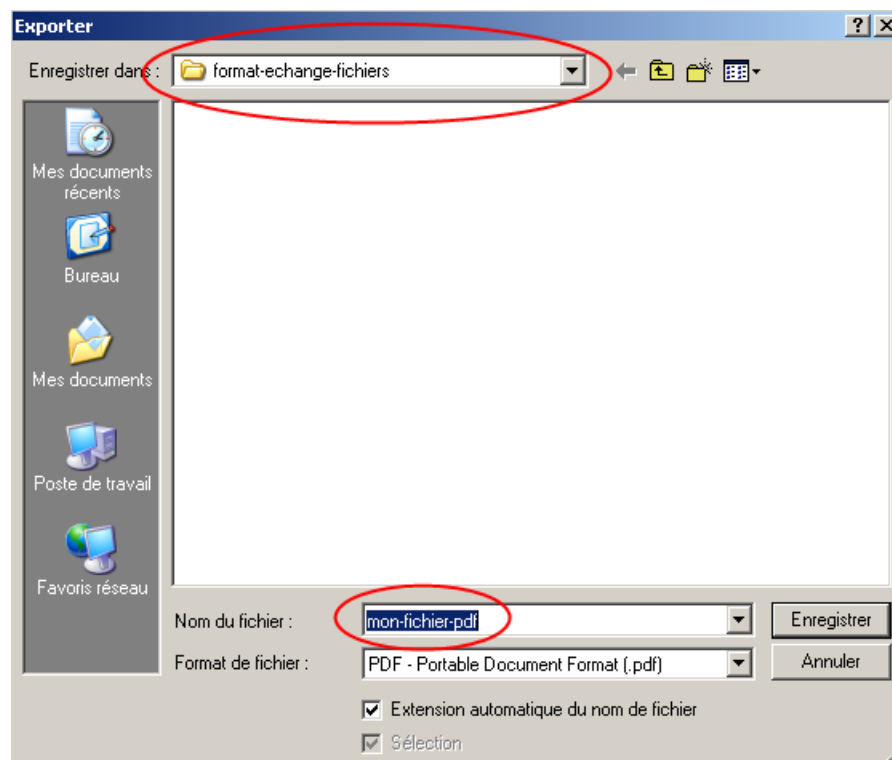 Exporter
Enregistrer dans :
format-echange-fichiers
Mes documents
récents
Bureau
Mes documents
Poste de travail
Favoris réseau
Nom du fichier :
mon-fichier-pdf
Enregistrer
Format de fichier :
PDF - Portable Document Format (.pdf)
Annuler
Extension automatique du nom de fichier
Sélection